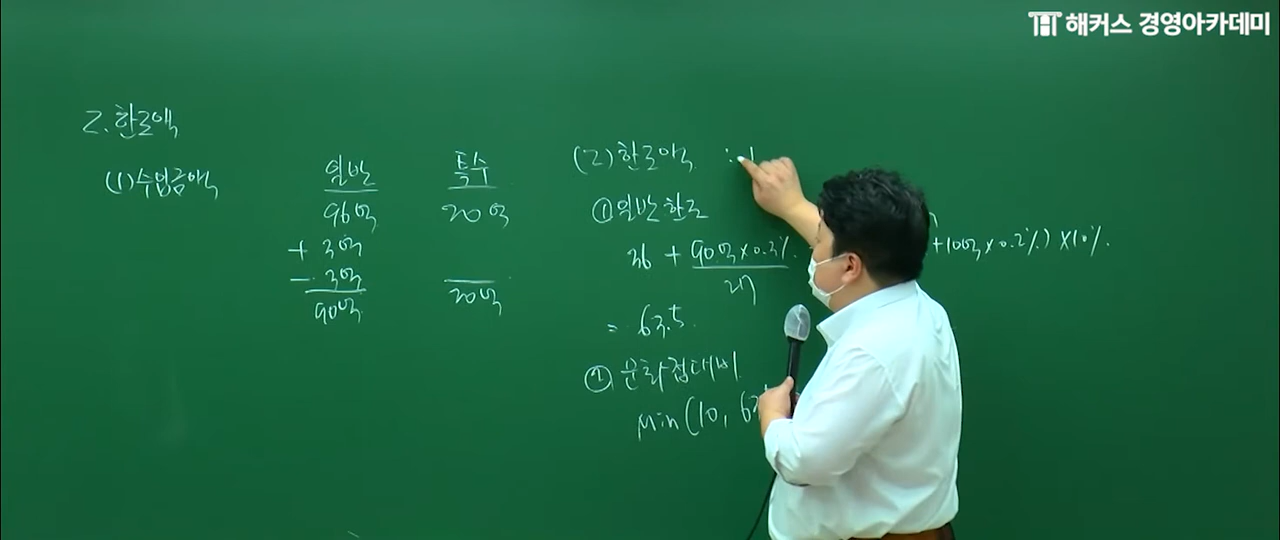 해커스 경영아카데미
2. 한도액
(1) 수입금액
일반 특수
96억 20억
+ 3억
- 3억
90억 20억
(2) 한도액
① 일반한도
36 + 90억 × 0.3%
+ 100억 × 0.2%) × 10%
= 63.5
② 문화접대비
Min(10,